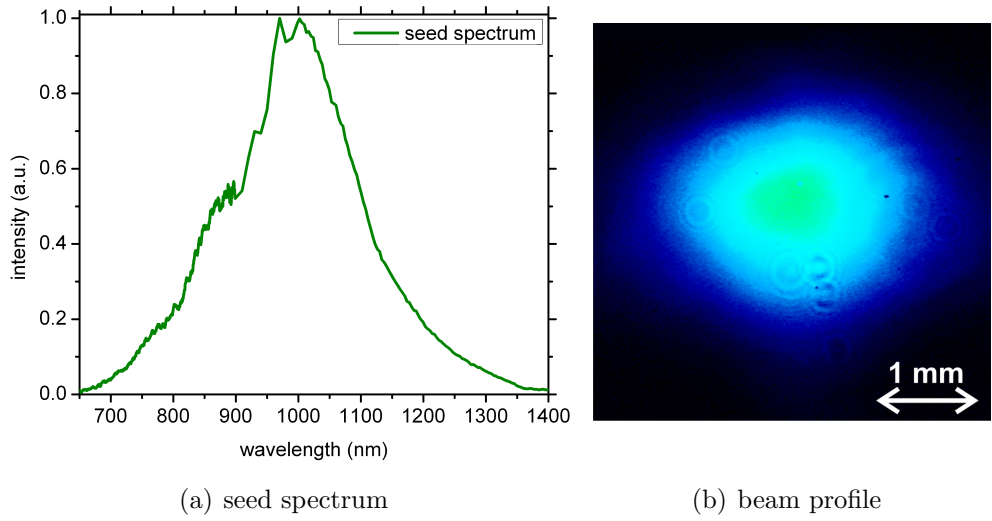 1.0
0.8
0.6
0.4
0.2
0.0
intensity (a.u.)
seed spectrum
700 800 900 1000 1100 1200 1300 1400
wavelength (nm)
1 mm
(a) seed spectrum
(b) beam profile